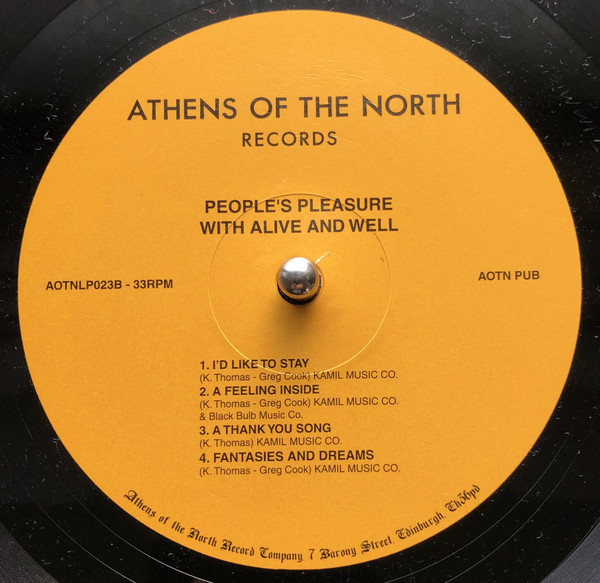 ATHENS OF THE NORTH
RECORDS
PEOPLE'S PLEASURE
WITH ALIVE AND WELL
AOTNLP023B - 33RPM
AOTN PUB
1. I'D LIKE TO STAY
(K. Thomas - Greg Cook) KAMIL MUSIC CO.
2. A FEELING INSIDE
(K. Thomas - Greg Cook) KAMIL MUSIC CO.
& Black Bulb Music Co.
3. A THANK YOU SONG
(K. Thomas) KAMIL MUSIC CO.
4. FANTASIES AND DREAMS
(K. Thomas - Greg Cook) KAMIL MUSIC CO.
Athens of the North Record Company, 7 Barony Street, Edinburgh,